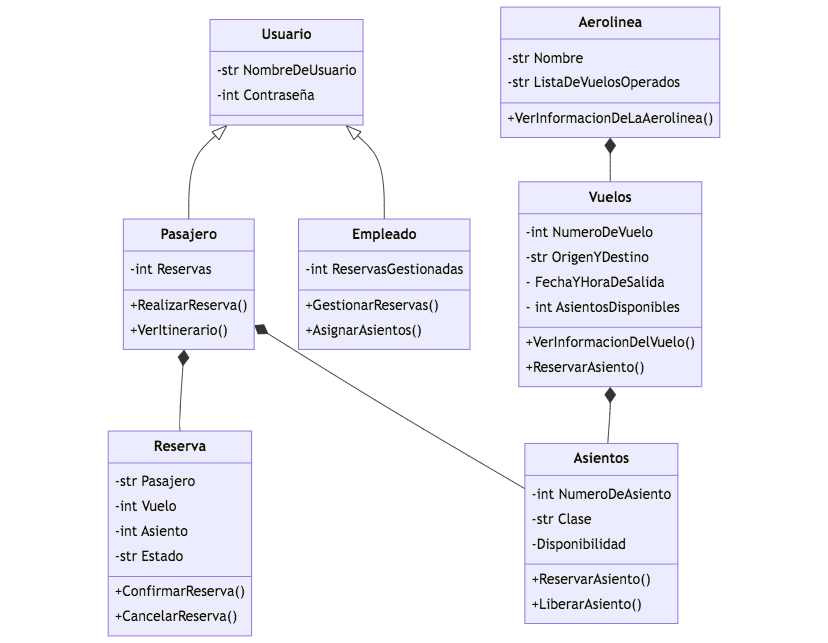 Usuario
-str NombreDeUsuario
-int Contraseña
Aerolinea
-str Nombre
-str ListaDeVuelosOperados
+VerInformacionDeLaAerolinea()
Pasajero
-int Reservas
+RealizarReserva()
+VerItinerario()
Empleado
-int ReservasGestionadas
+GestionarReservas()
+AsignarAsientos()
Vuelos
-int NumeroDeVuelo
-str OrigenYDestino
- FechaYHoraDeSalida
- int AsientosDisponibles
+VerInformacionDelVuelo()
+ReservarAsiento()
Reserva
-str Pasajero
-int Vuelo
-int Asiento
-str Estado
+ConfirmarReserva()
+CancelarReserva()
Asientos
-int NumeroDeAsiento
-str Clase
-Disponibilidad
+ReservarAsiento()
+LiberarAsiento()